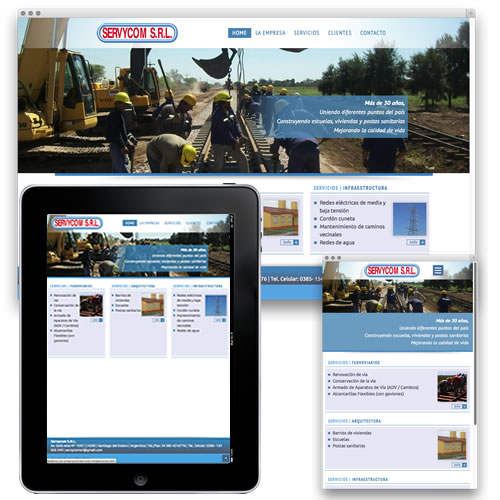 SERVYCOM S.R.L.
HOME LA EMPRESA SERVICIOS CLIENTES CONTACTO
Más de 30 años,
Uniendo diferentes puntos del país
Construyendo escuelas, viviendas y postas sanitarias
Mejorando la calidad de vida
SERVICIOS | INFRAESTRUCTURA
Redes eléctricas de media y
baja tensión
Cordón cuneta
Mantenimiento de caminos
vecinales
Redes de agua
info
76 | Tel. Celular: 0385- 154
SERVYCOM S.R.L.
HOME LA EMPRESA SERVICIOS CLIENTES CONTACTO
Más de 30 años,
Uniendo diferentes puntos del país
Construyendo escuelas, viviendas y postas sanitarias
Mejorando la calidad de vida
SERVICIOS | FERROVIARIOS
Renovación de
vía
Conservación de
la vía
Armado de
Aparatos de Vía
(ADV / Cambios)
Alcantarillas
Flexibles (con
gaviones)
SERVICIOS | ARQUITECTURA
Barrios de
viviendas
Escuelas
Postas sanitarias
SERVICIOS | INFRAESTRUCTURA
Redes eléctricas
de media y baja
tensión
Cordón cuneta
Mantenimiento
de caminos
vecinales
Redes de agua
Servycom S.R.L.
SERVYCOM S.R.L.
Más de 30 años,
Uniendo diferentes puntos del país
Construyendo escuelas, viviendas y postas sanitarias
Mejorando la calidad de vida
SERVICIOS | FERROVIARIOS
Renovación de vía
Conservación de la vía
Armado de Aparatos de Vía (ADV / Cambios)
Alcantarillas Flexibles (con gaviones)
info
SERVICIOS | ARQUITECTURA
Barrios de viviendas
Escuelas
Postas sanitarias
info
SERVICIOS | INFRAESTRUCTURA